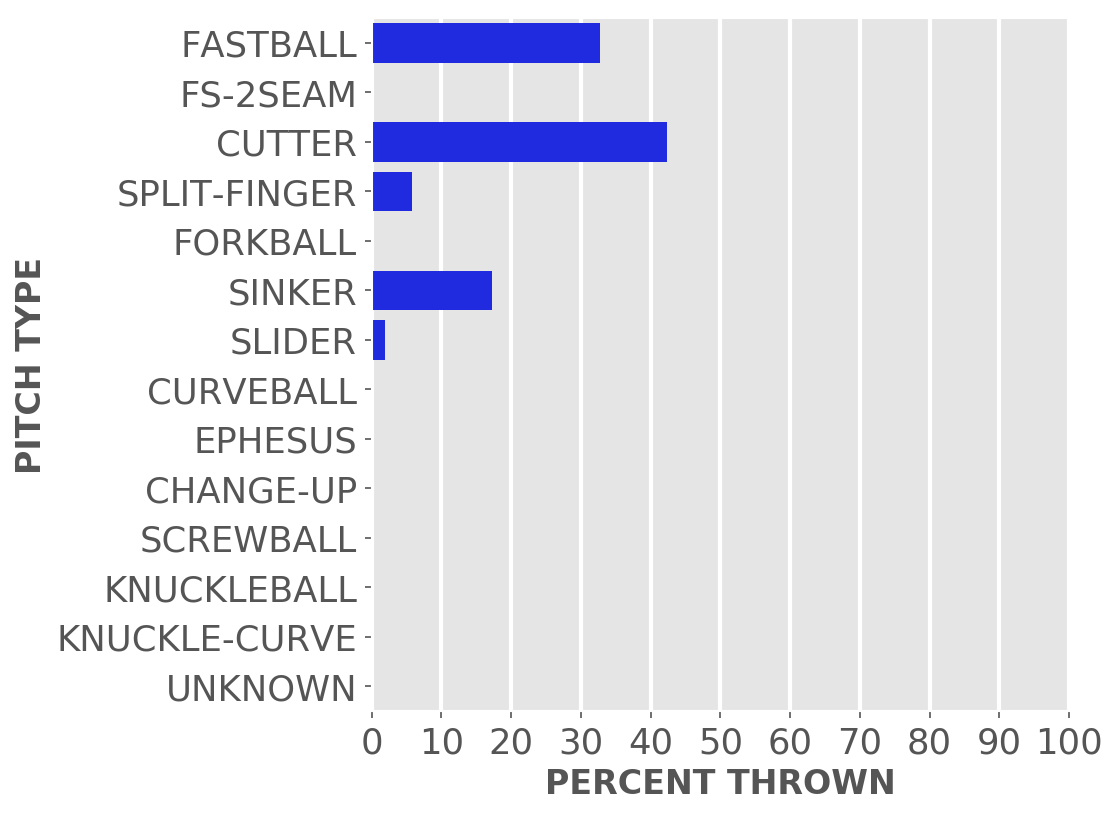 FASTBALL
FS-2SEAM
CUTTER
SPLIT-FINGER
FORKBALL
SINKER
SLIDER
CURVEBALL
EPHESUS
CHANGE-UP
SCREWBALL
KNUCKLEBALL
KNUCKLE-CURVE
UNKNOWN
PITCH TYPE
0 10 20 30 40 50 60 70 80 90 100
PERCENT THROWN